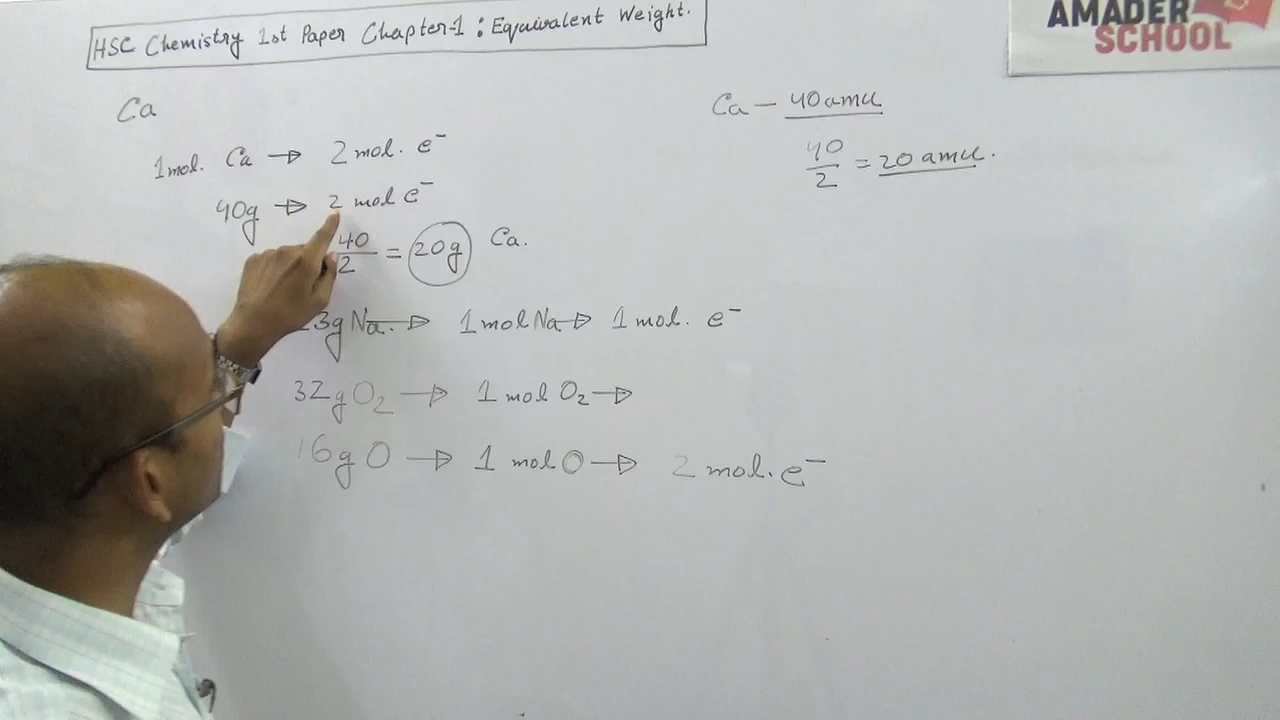 HSC Chemistry 1st Paper Chapter-1 : Equivalent Weight.
AMADER
SCHOOL
Ca
1 mol. Ca → 2 mol. e⁻
40g → 2 mol e⁻
40/2 = 20g Ca.
23g Na. → 1 mol Na → 1 mol. e⁻
32g O₂ → 1 mol O₂ →
16g O → 1 mol O → 2 mol. e⁻
Ca – 40 amu
40/2 = 20 amu.